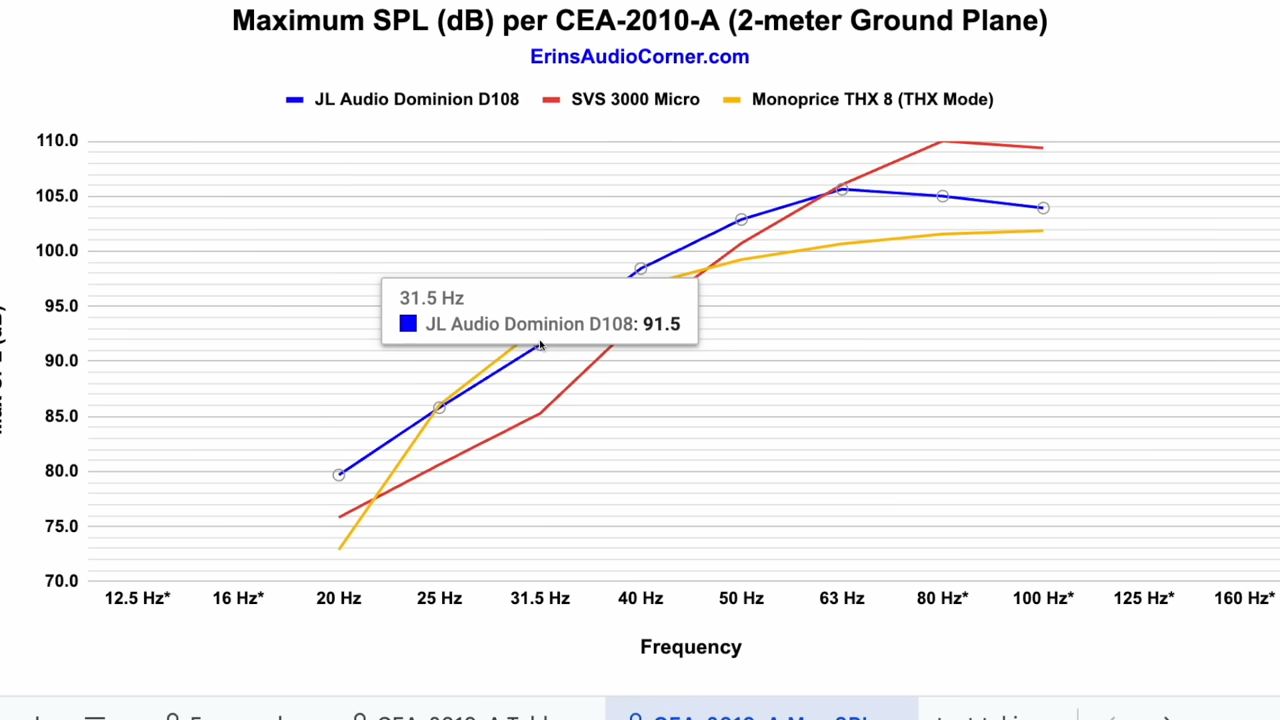 Maximum SPL (dB) per CEA-2010-A (2-meter Ground Plane)
ErinsAudioCorner.com
JL Audio Dominion D108 SVS 3000 Micro Monoprice THX 8 (THX Mode)
110.0
105.0
100.0
95.0
90.0
85.0
80.0
75.0
70.0
31.5 Hz
JL Audio Dominion D108: 91.5
12.5 Hz* 16 Hz* 20 Hz 25 Hz 31.5 Hz 40 Hz 50 Hz 63 Hz 80 Hz* 100 Hz* 125 Hz* 160 Hz*
Frequency